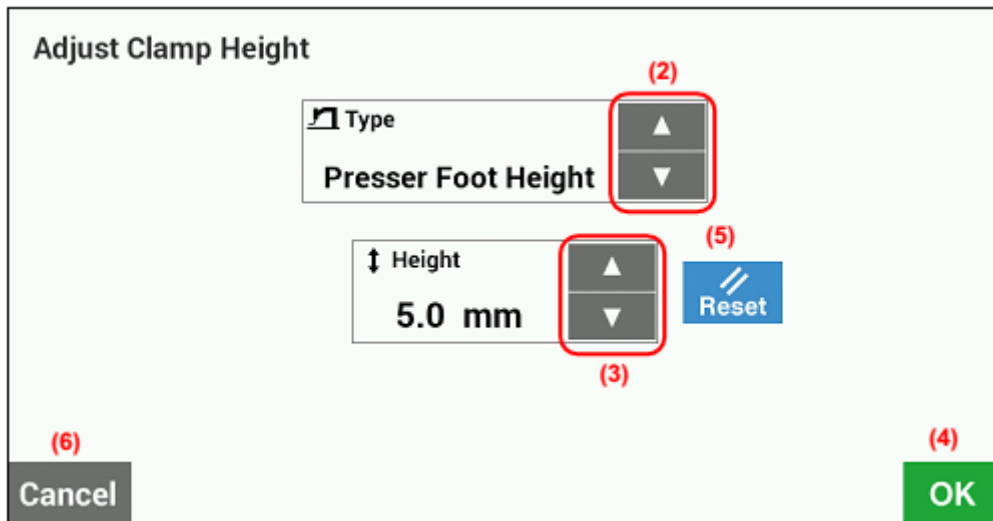 Adjust Clamp Height
(2)
Type
Presser Foot Height
(5)
Height
Reset
5.0 mm
(3)
(6)
(4)
Cancel
OK